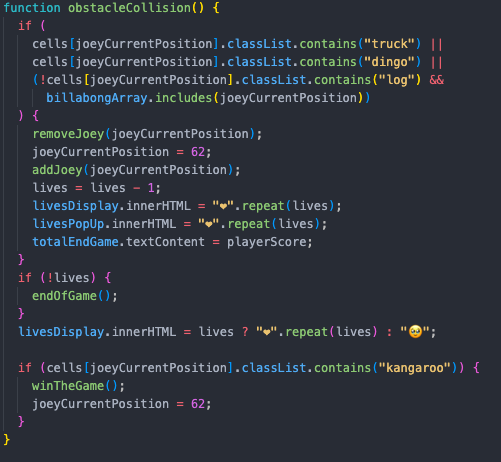 function obstacleCollision() {
  if (
    cells[joeyCurrentPosition].classList.contains("truck") ||
    cells[joeyCurrentPosition].classList.contains("dingo") ||
    (!cells[joeyCurrentPosition].classList.contains("log") &&
      billabongArray.includes(joeyCurrentPosition))
  ) {
    removeJoey(joeyCurrentPosition);
    joeyCurrentPosition = 62;
    addJoey(joeyCurrentPosition);
    lives = lives - 1;
    livesDisplay.innerHTML = "❤️".repeat(lives);
    livesPopUp.innerHTML = "❤️".repeat(lives);
    totalEndGame.textContent = playerScore;
  }
  if (!lives) {
    endOfGame();
  }
  livesDisplay.innerHTML = lives ? "❤️".repeat(lives) : "🥺";

  if (cells[joeyCurrentPosition].classList.contains("kangaroo")) {
    winTheGame();
    joeyCurrentPosition = 62;
  }
}